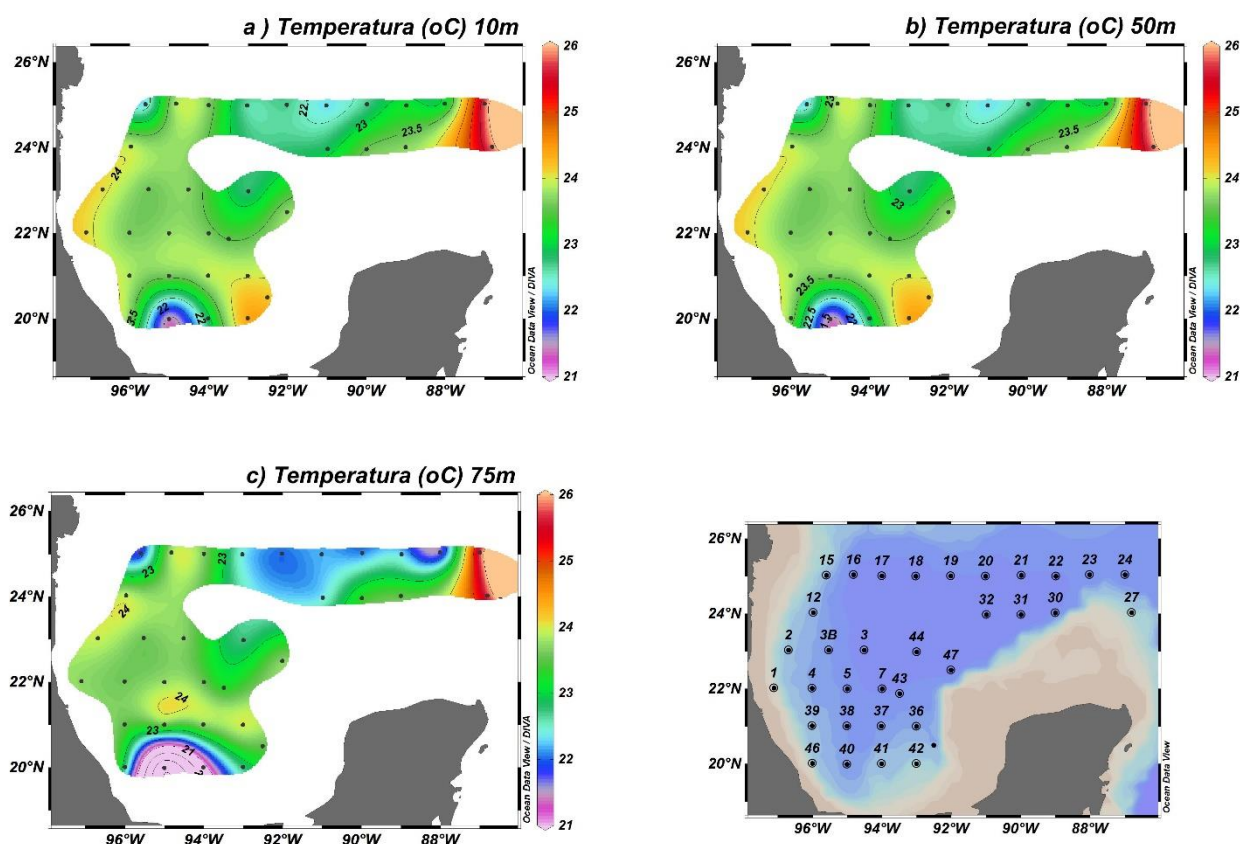 a ) Temperatura (oC) 10m
26°N
24°N
22°N
20°N
96°W 94°W 92°W 90°W 88°W
22.
23
23.5
24
22
26
25
24
23
22
21
Ocean Data View / DIVA
b) Temperatura (oC) 50m
26°N
24°N
22°N
20°N
96°W 94°W 92°W 90°W 88°W
23.5
23
23.5
22.5
26
25
24
23
22
21
Ocean Data View / DIVA
c) Temperatura (oC) 75m
26°N
24°N
22°N
20°N
96°W 94°W 92°W 90°W 88°W
23
23
24
24
23
21
26
25
24
23
22
21
Ocean Data View / DIVA
26°N
24°N
22°N
20°N
15 16 17 18 19 20 21 22 23 24
12 32 31 30 27
2 3B 3 44
47
1 4 5 7 43
39 38 37 36
46 40 41 42
96°W 94°W 92°W 90°W 88°W
Ocean Data View